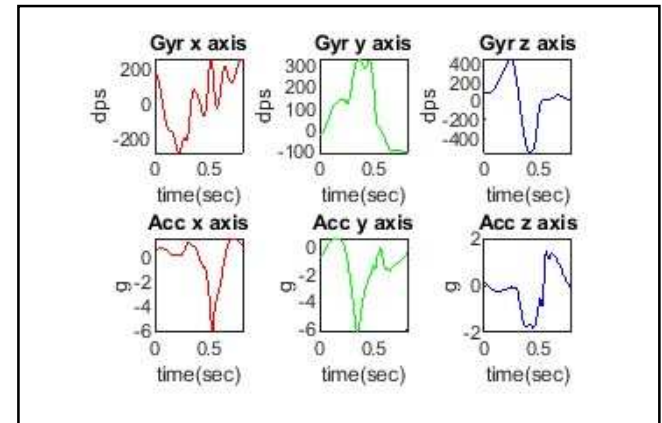 Gyr x axis Gyr y axis Gyr z axis
dps 200 0 -200
dps 300 200 100 0 -100
dps 400 200 0 -200 -400
0 0.5 0 0.5 0 0.5
time(sec) time(sec) time(sec)
Acc x axis Acc y axis Acc z axis
g 0 -2 -4 -6
0 -2 -4 -6
g 2 0 -2
0 0.5 0 0.5 0 0.5
time(sec) time(sec) time(sec)